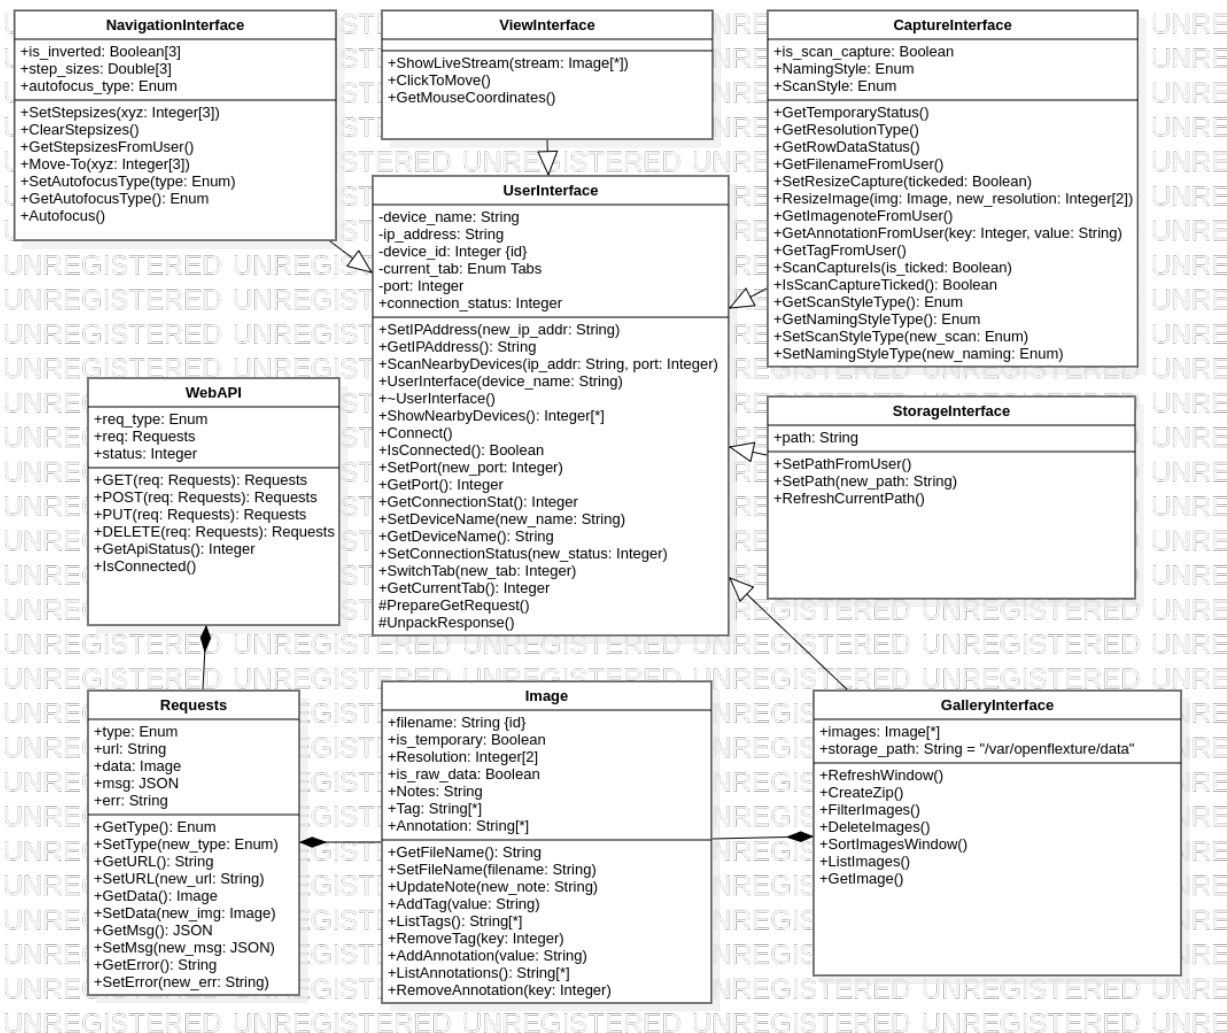 NavigationInterface
+is_inverted: Boolean[3]
+step_sizes: Double[3]
+autofocus_type: Enum
+SetStepsizes(xyz: Integer[3])
+ClearStepsizes()
+GetStepsizesFromUser()
+Move-To(xyz: Integer[3])
+SetAutofocusType(type: Enum)
+GetAutofocusType(): Enum
+Autofocus()
ViewInterface
+ShowLiveStream(stream: Image[*])
+ClickToMove()
+GetMouseCoordinates()
CaptureInterface
+is_scan_capture: Boolean
+NamingStyle: Enum
+ScanStyle: Enum
+GetTemporaryStatus()
+GetResolutionType()
+GetRowDataStatus()
+GetFilenameFromUser()
+SetResizeCapture(tickeded: Boolean)
+ResizeImage(img: Image, new_resolution: Integer[2])
+GetImagenoteFromUser()
+GetAnnotationFromUser(key: Integer, value: String)
+GetTagFromUser()
+ScanCaptureIs(is_ticked: Boolean)
+IsScanCaptureTicked(): Boolean
+GetScanStyleType(): Enum
+GetNamingStyleType(): Enum
+SetScanStyleType(new_scan: Enum)
+SetNamingStyleType(new_naming: Enum)
UserInterface
-device_name: String
-ip_address: String
-device_id: Integer {id}
-current_tab: Enum Tabs
-port: Integer
+connection_status: Integer
+SetIPAddress(new_ip_addr: String)
+GetIPAddress(): String
+ScanNearbyDevices(ip_addr: String, port: Integer)
+UserInterface(device_name: String)
+~UserInterface()
+ShowNearbyDevices(): Integer[*]
+Connect()
+IsConnected(): Boolean
+SetPort(new_port: Integer)
+GetPort(): Integer
+GetConnectionStat(): Integer
+SetDeviceName(new_name: String)
+GetDeviceName(): String
+SetConnectionStatus(new_status: Integer)
+SwitchTab(new_tab: Integer)
+GetCurrentTab(): Integer
#PrepareGetRequest()
#UnpackResponse()
WebAPI
+req_type: Enum
+req: Requests
+status: Integer
+GET(req: Requests): Requests
+POST(req: Requests): Requests
+PUT(req: Requests): Requests
+DELETE(req: Requests): Requests
+GetApiStatus(): Integer
+IsConnected()
StorageInterface
+path: String
+SetPathFromUser()
+SetPath(new_path: String)
+RefreshCurrentPath()
Requests
+type: Enum
+url: String
+data: Image
+msg: JSON
+err: String
+GetType(): Enum
+SetType(new_type: Enum)
+GetURL(): String
+SetURL(new_url: String)
+GetData(): Image
+SetData(new_img: Image)
+GetMsg(): JSON
+SetMsg(new_msg: JSON)
+GetError(): String
+SetError(new_err: String)
Image
+filename: String {id}
+is_temporary: Boolean
+Resolution: Integer[2]
+is_raw_data: Boolean
+Notes: String
+Tag: String[*]
+Annotation: String[*]
+GetFileName(): String
+SetFileName(filename: String)
+UpdateNote(new_note: String)
+AddTag(value: String)
+ListTags(): String[*]
+RemoveTag(key: Integer)
+AddAnnotation(value: String)
+ListAnnotations(): String[*]
+RemoveAnnotation(key: Integer)
GalleryInterface
+images: Image[*]
+storage_path: String = "/var/openflexture/data"
+RefreshWindow()
+CreateZip()
+FilterImages()
+DeleteImages()
+SortImagesWindow()
+ListImages()
+GetImage()
UNREGISTERED